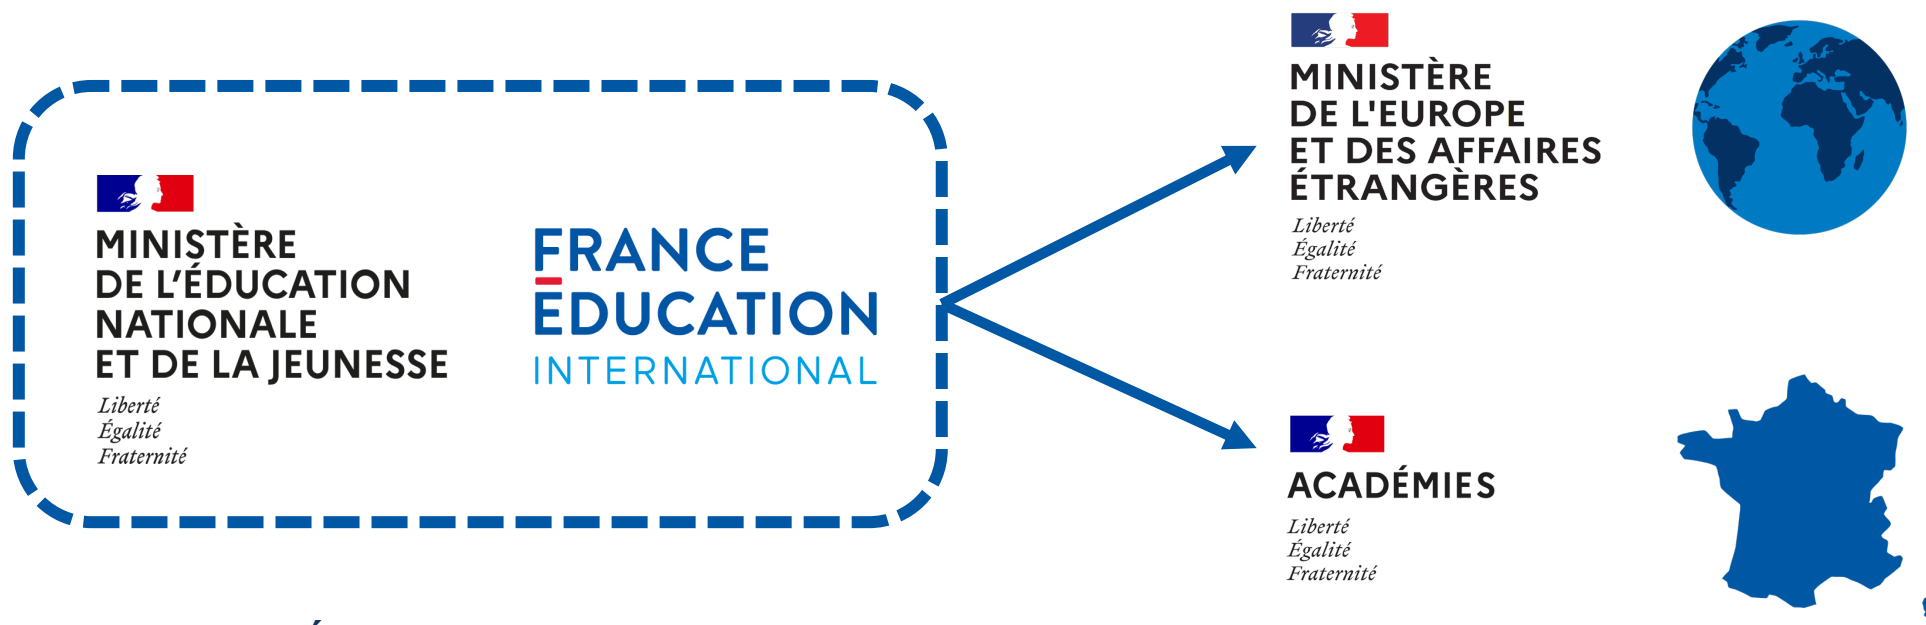 MINISTÈRE
DE L'ÉDUCATION
NATIONALE
ET DE LA JEUNESSE
Liberté
Égalité
Fraternité
FRANCE
ÉDUCATION
INTERNATIONAL
MINISTÈRE
DE L'EUROPE
ET DES AFFAIRES
ÉTRANGÈRES
Liberté
Égalité
Fraternité
ACADÉMIES
Liberté
Égalité
Fraternité